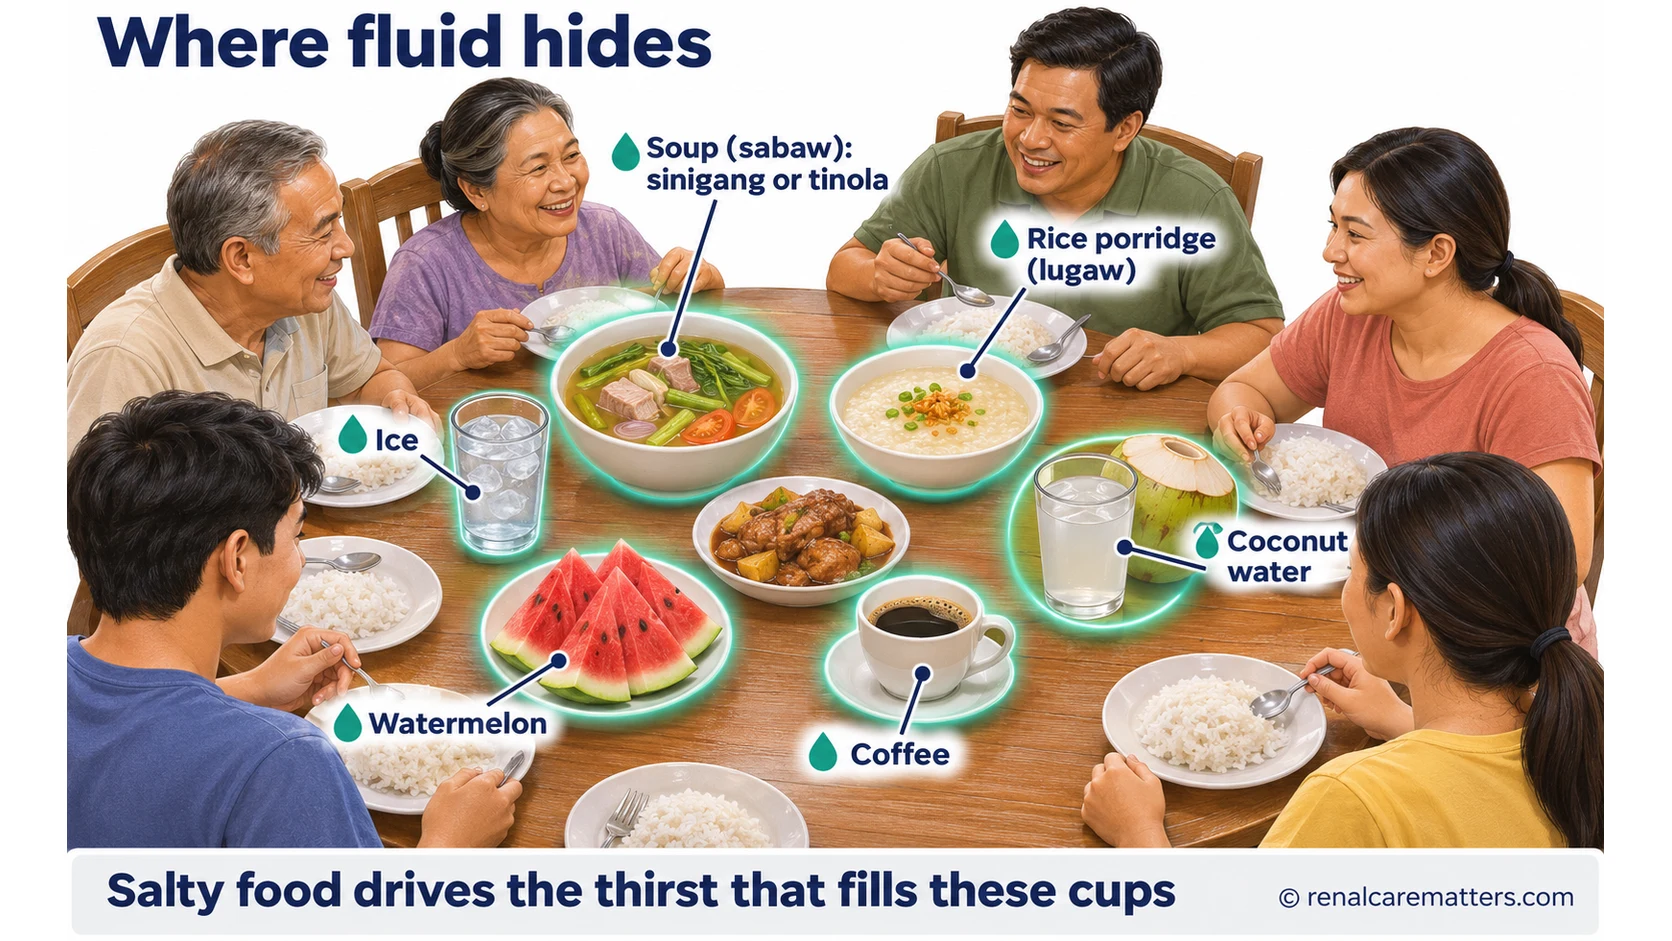 Where fluid hides
Soup (sabaw):
sinigang or tinola
Rice porridge
(lugaw)
Ice
Coconut
water
Watermelon
Coffee
Salty food drives the thirst that fills these cups
© renalcarematters.com